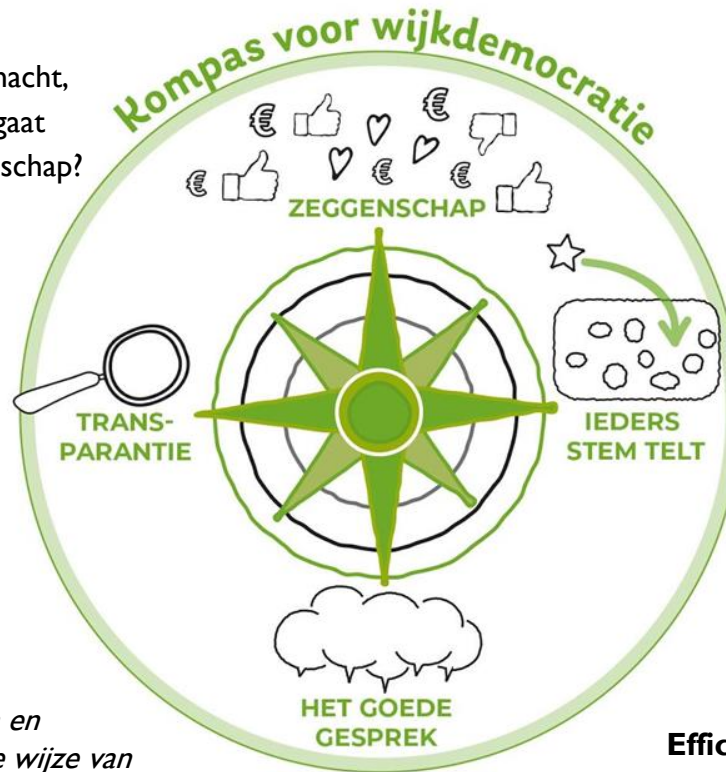 Kompas voor wijkdemocratie
macht,
gaat
schap?
€ € € € €
ZEGGENSCHAP
TRANS-
PARANTIE
IEDERS
STEM TELT
HET GOEDE
GESPREK
en
wijze van
Effic